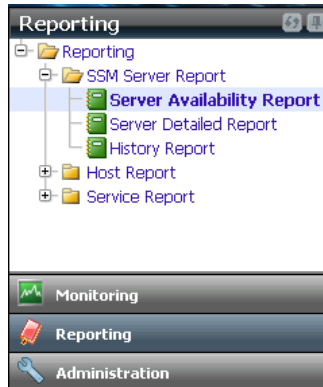 Reporting
Reporting
SSM Server Report
Server Availability Report
Server Detailed Report
History Report
Host Report
Service Report
Monitoring
Reporting
Administration